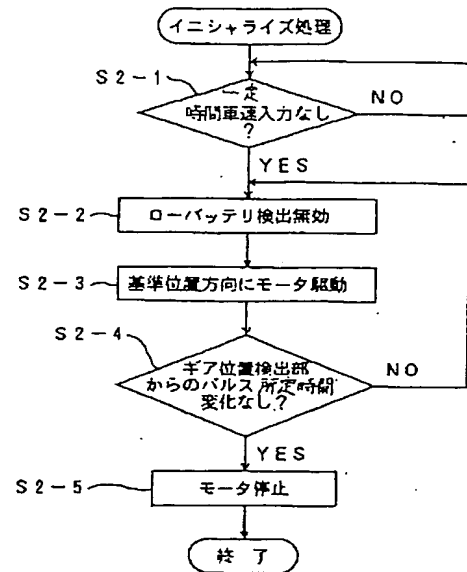 イニシャライズ処理
S2-1
一定
時間車速入力なし
?
NO
YES
S2-2
ローバッテリ検出無効
S2-3
基準位置方向にモータ駆動
S2-4
ギア位置検出部
からのパルス所定時間
変化なし?
NO
YES
S2-5
モータ停止
終了